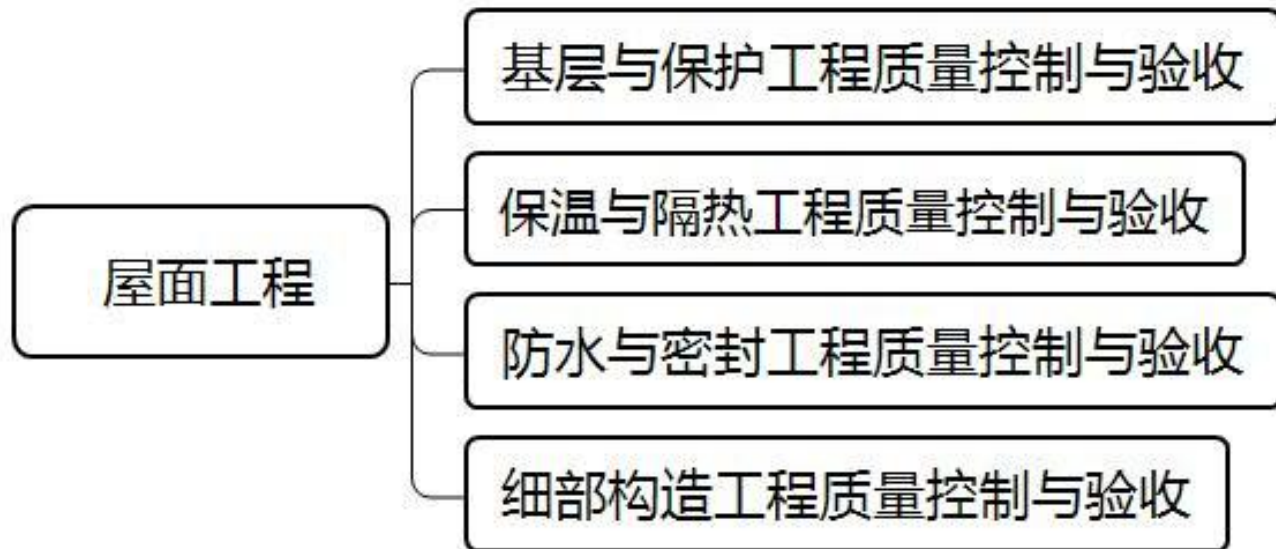 屋面工程
基层与保护工程质量控制与验收
保温与隔热工程质量控制与验收
防水与密封工程质量控制与验收
细部构造工程质量控制与验收